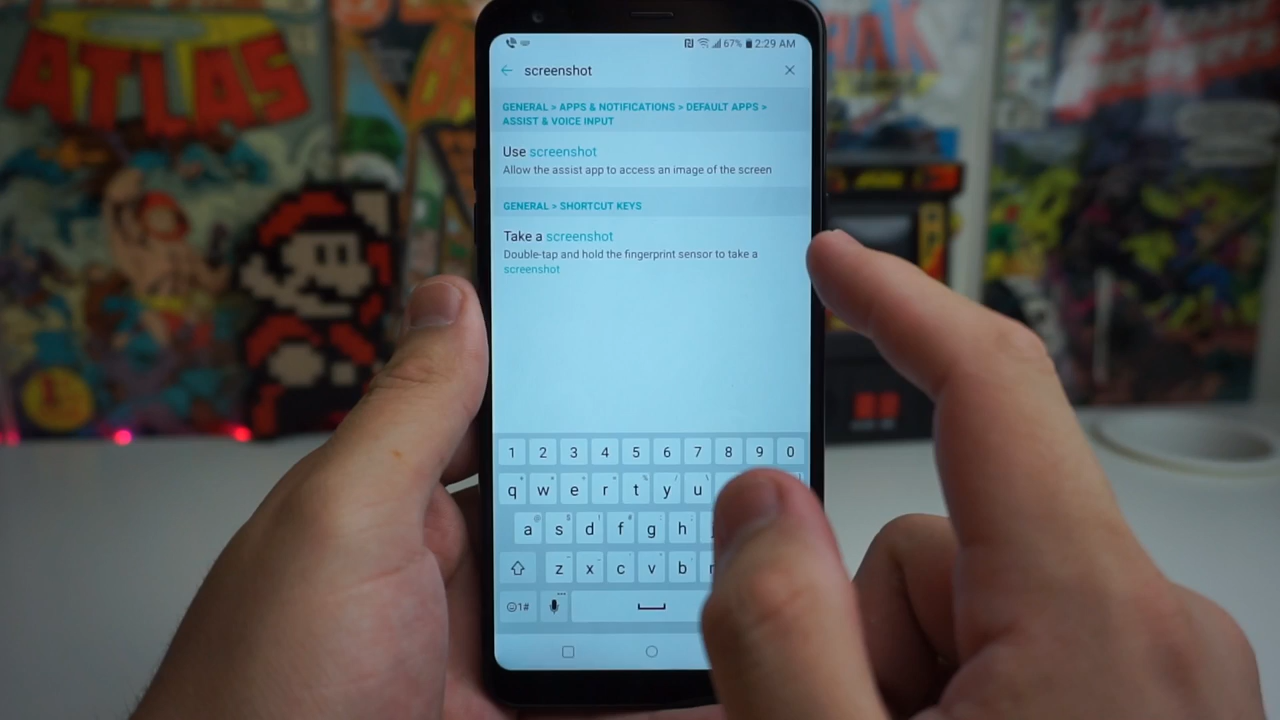 ATLAS
67% 2:29 AM
screenshot
GENERAL > APPS & NOTIFICATIONS > DEFAULT APPS >
ASSIST & VOICE INPUT
Use screenshot
Allow the assist app to access an image of the screen
GENERAL > SHORTCUT KEYS
Take a screenshot
Double-tap and hold the fingerprint sensor to take a
screenshot
1 2 3 4 5 6 7 8 9 0
q w e r t y u
a s d f g h
z x c v b
1#